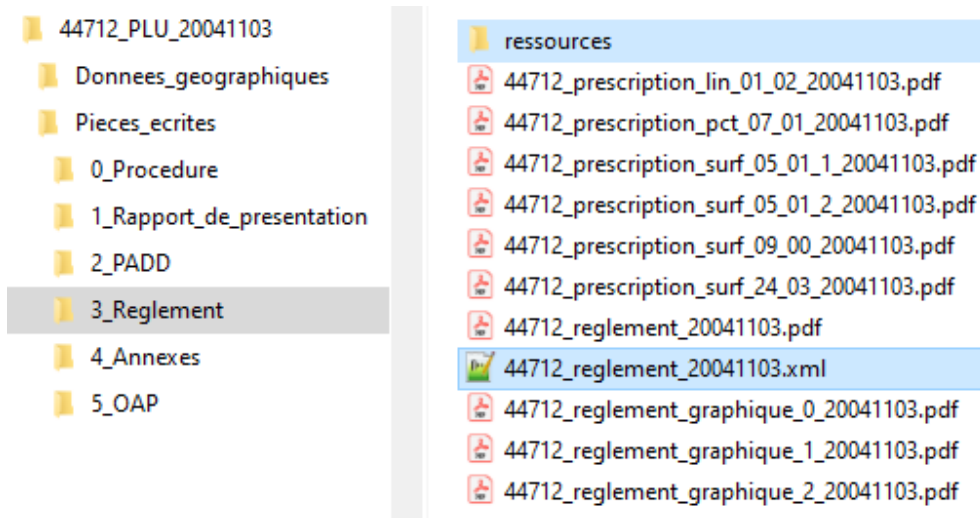 44712_PLU_20041103
Donnees_geographiques
Pieces_ecrites
0_Procedure
1_Rapport_de_presentation
2_PADD
3_Reglement
4_Annexes
5_OAP
ressources
44712_prescription_lin_01_02_20041103.pdf
44712_prescription_pct_07_01_20041103.pdf
44712_prescription_surf_05_01_1_20041103.pdf
44712_prescription_surf_05_01_2_20041103.pdf
44712_prescription_surf_09_00_20041103.pdf
44712_prescription_surf_24_03_20041103.pdf
44712_reglement_20041103.pdf
44712_reglement_20041103.xml
44712_reglement_graphique_0_20041103.pdf
44712_reglement_graphique_1_20041103.pdf
44712_reglement_graphique_2_20041103.pdf